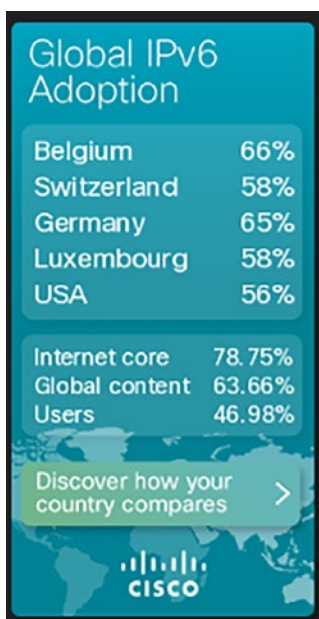 Global IPv6
Adoption
Belgium 66%
Switzerland 58%
Germany 65%
Luxembourg 58%
USA 56%
Internet core 78.75%
Global content 63.66%
Users 46.98%
Discover how your
country compares >
CISCO